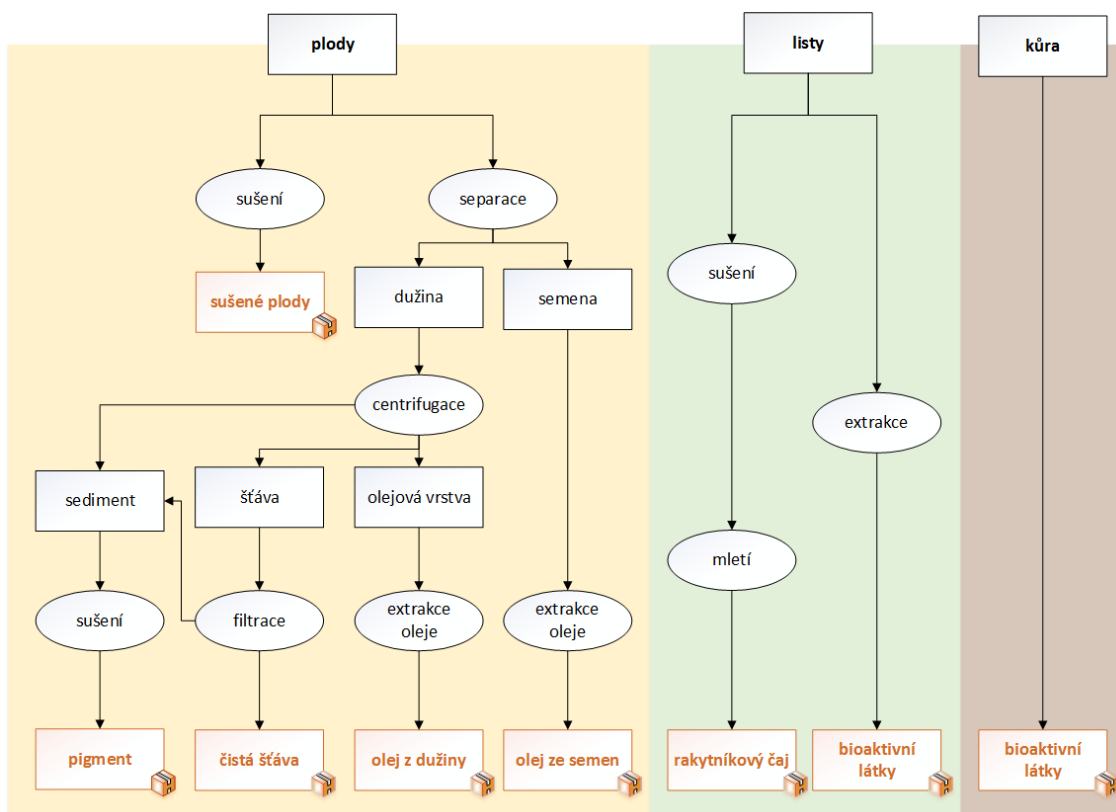 plody
listy
kůra
sušení
separace
sušené plody
dužina
semena
sušení
centrifugace
extrakce
sediment
šťáva
olejová vrstva
mletí
sušení
filtrace
extrakce
oleje
extrakce
oleje
pigment
čistá šťáva
olej z dužiny
olej ze semen
rakytníkový čaj
bioaktivní
látky
bioaktivní
látky